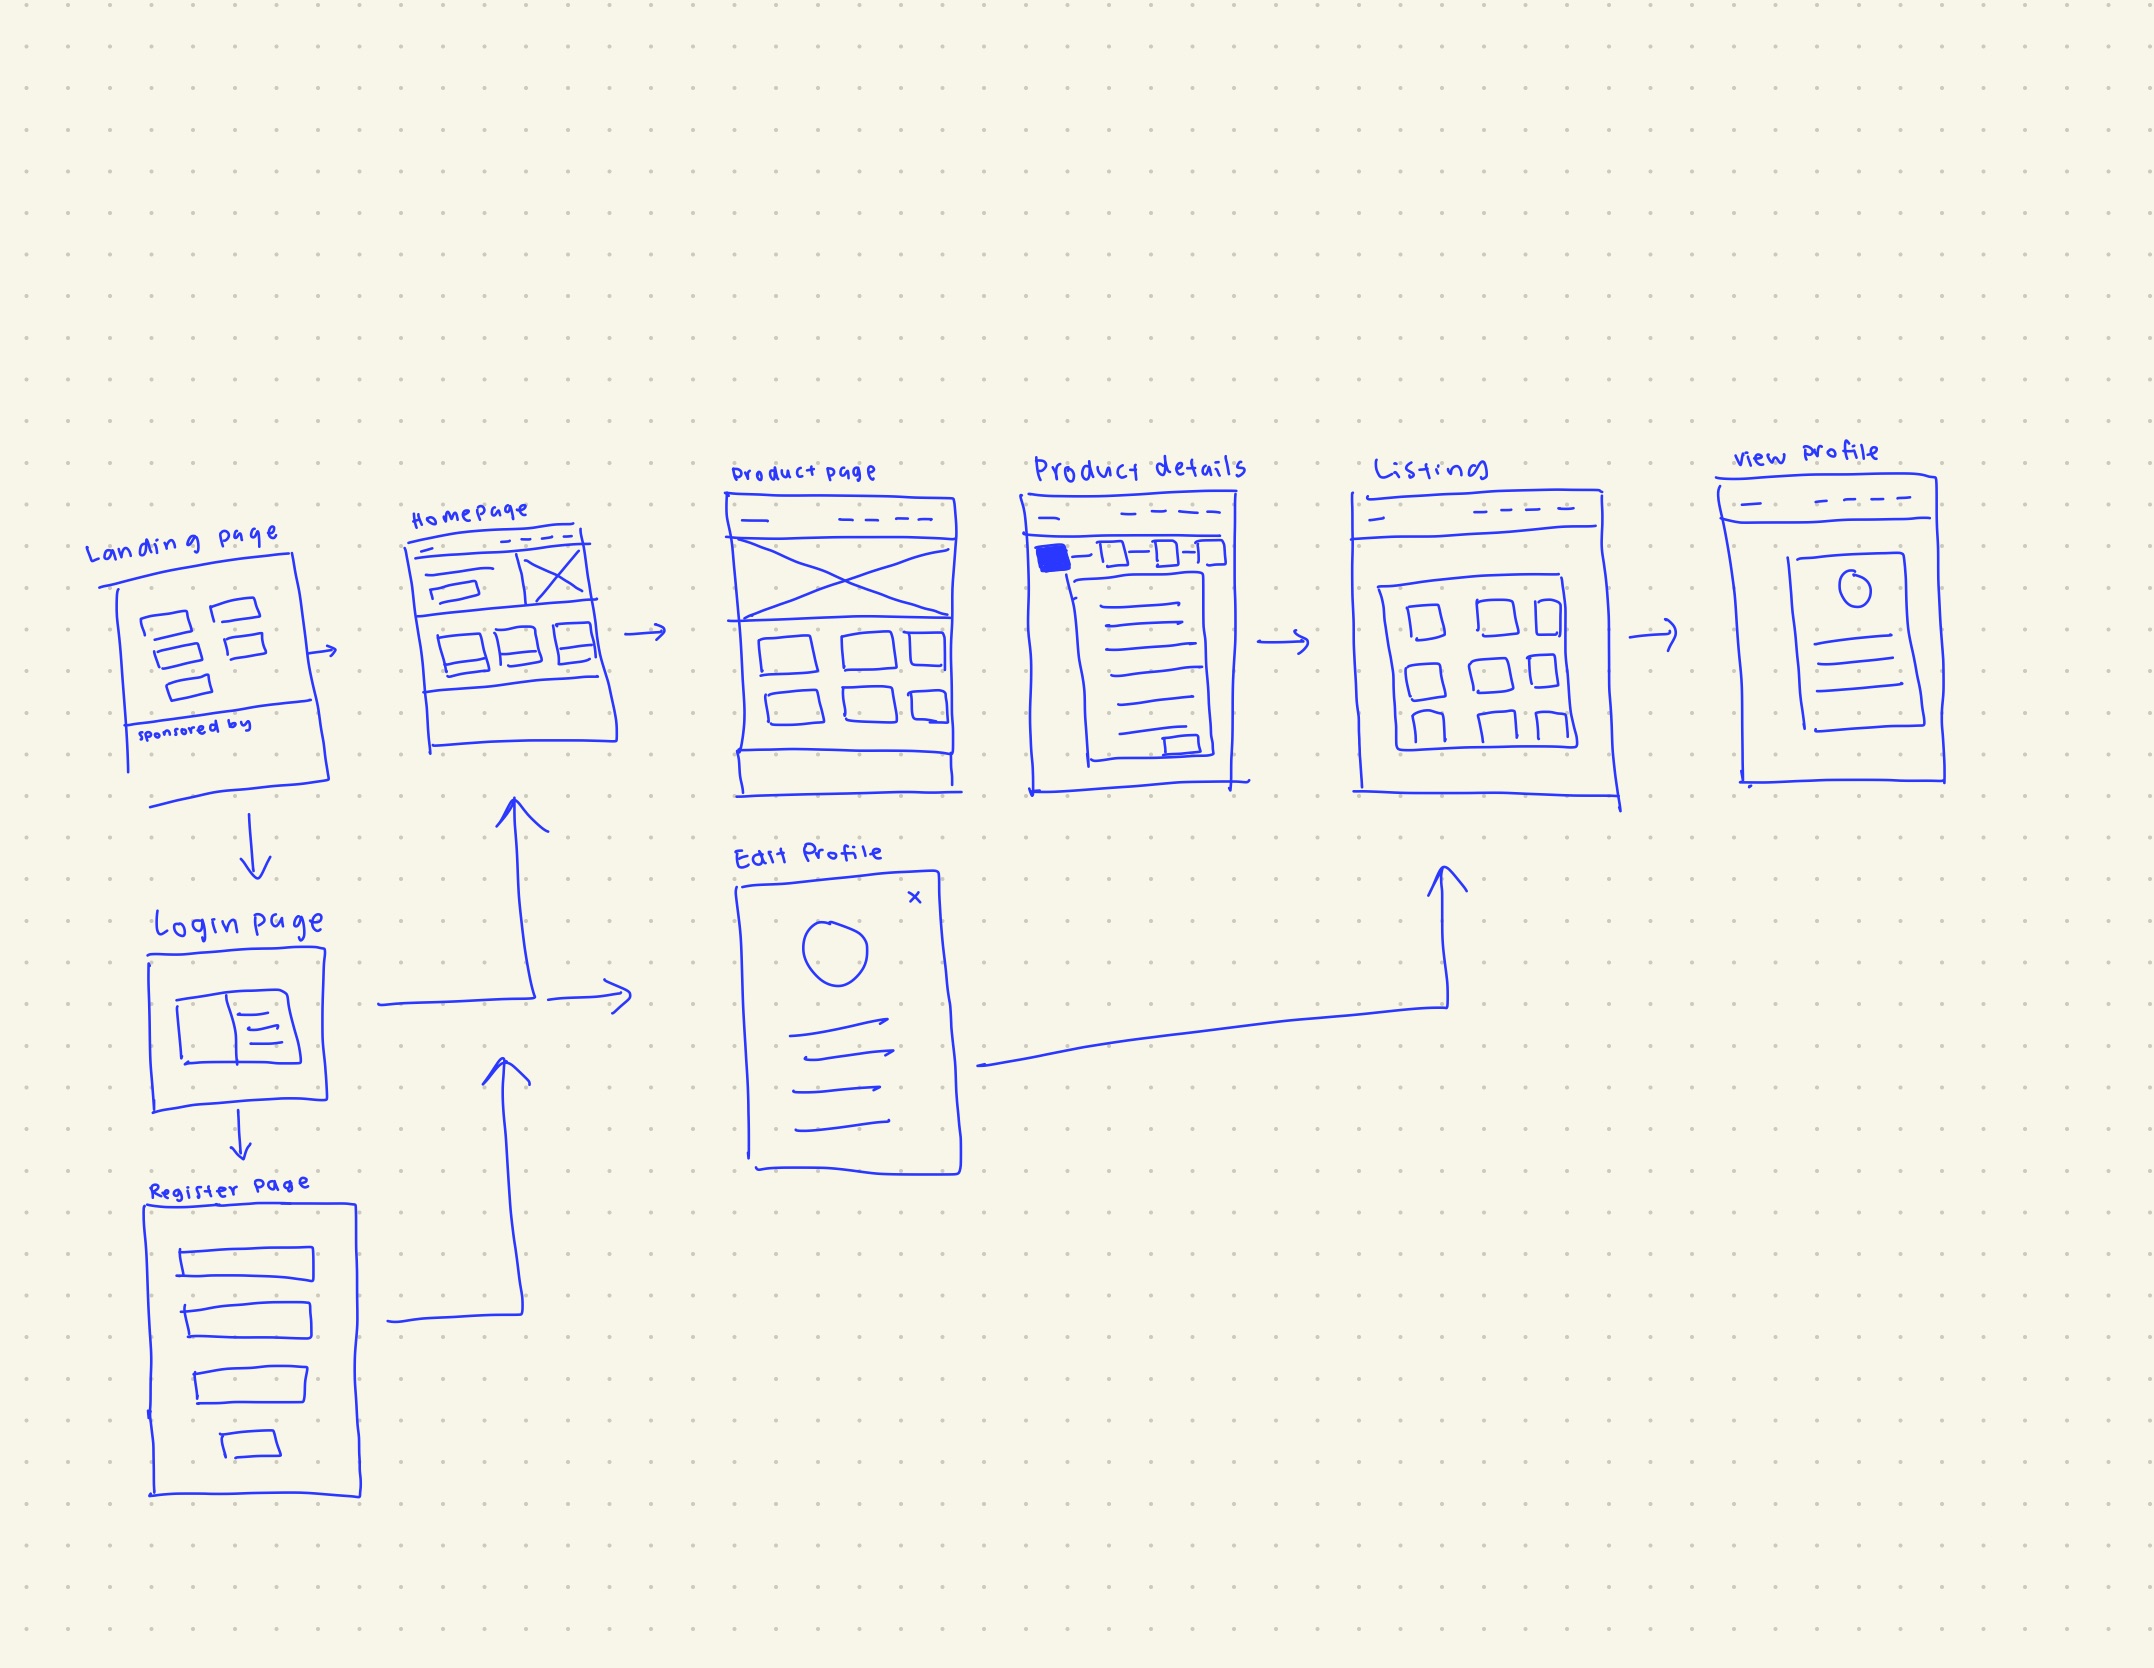 Landing page
sponsored by
Homepage
Product page
Product details
Listing
View Profile
Login page
Edit Profile
x
Register Page